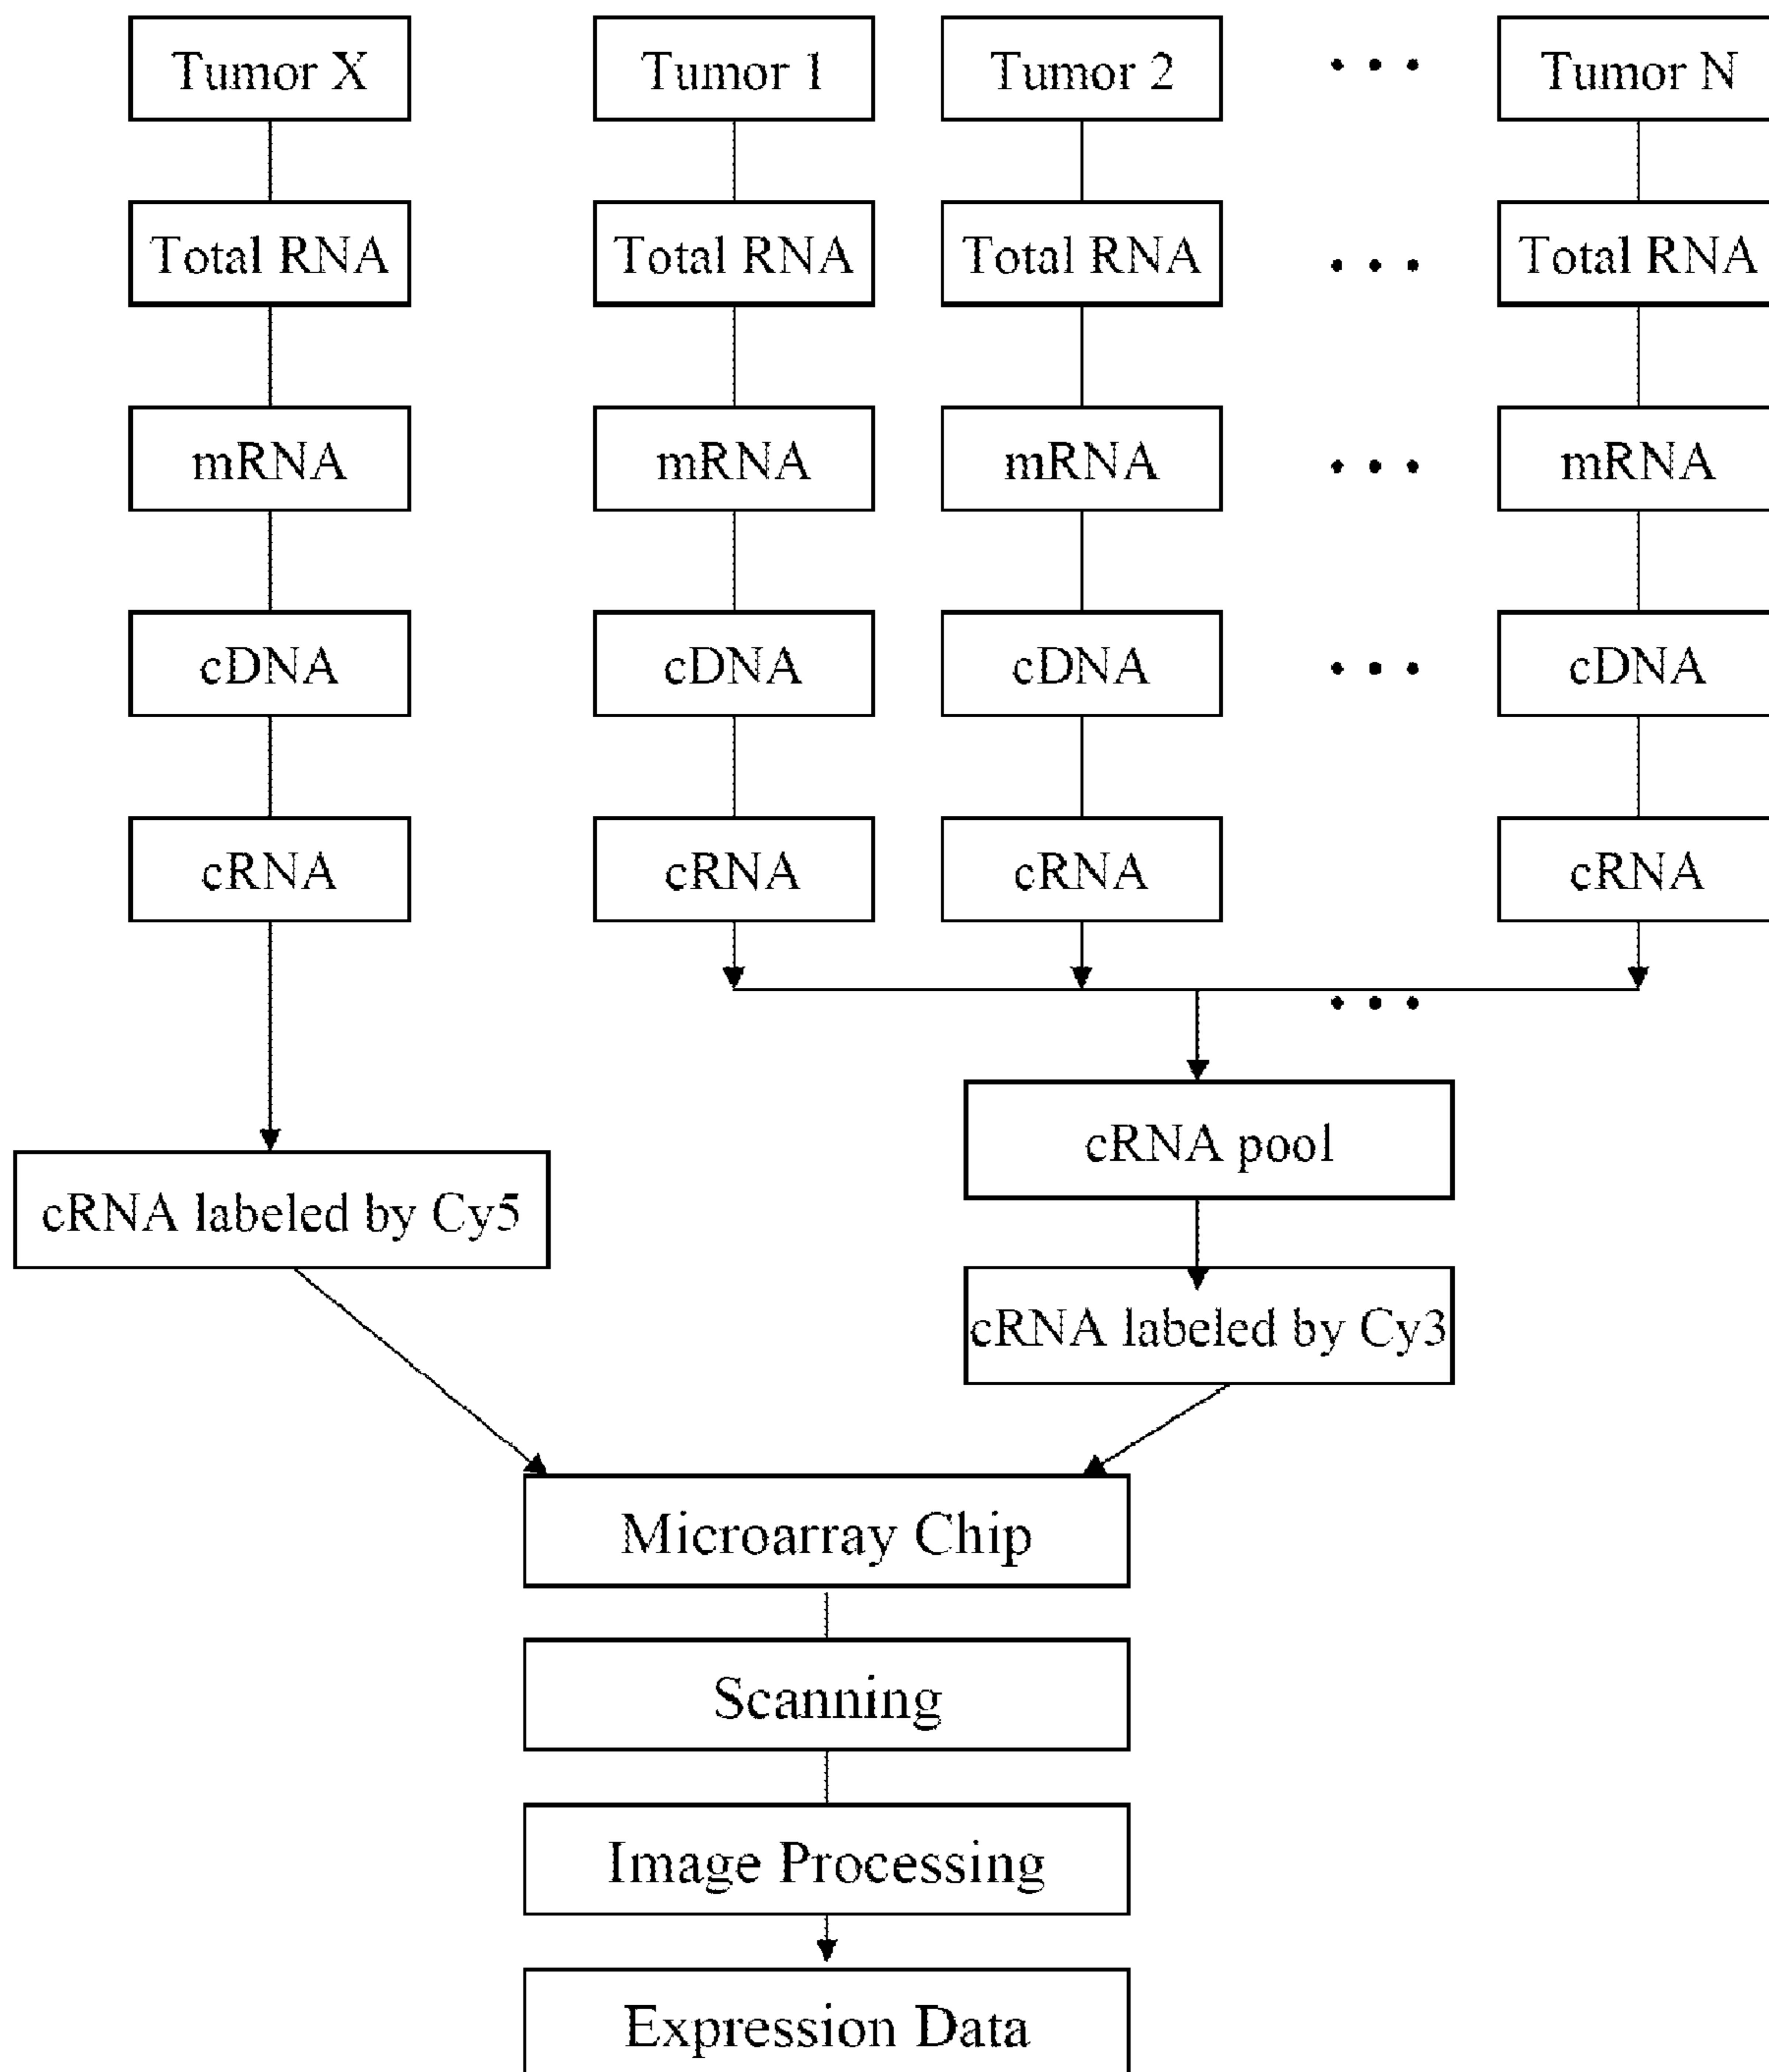 Tumor X
Tumor 1
Tumor 2
• • •
Tumor N
Total RNA
Total RNA
Total RNA
• • •
Total RNA
mRNA
mRNA
mRNA
• • •
mRNA
cDNA
cDNA
cDNA
• • •
cDNA
cRNA
cRNA
cRNA
cRNA
• • •
cRNA pool
cRNA labeled by Cy5
cRNA labeled by Cy3
Microarray Chip
Scanning
Image Processing
Expression Data